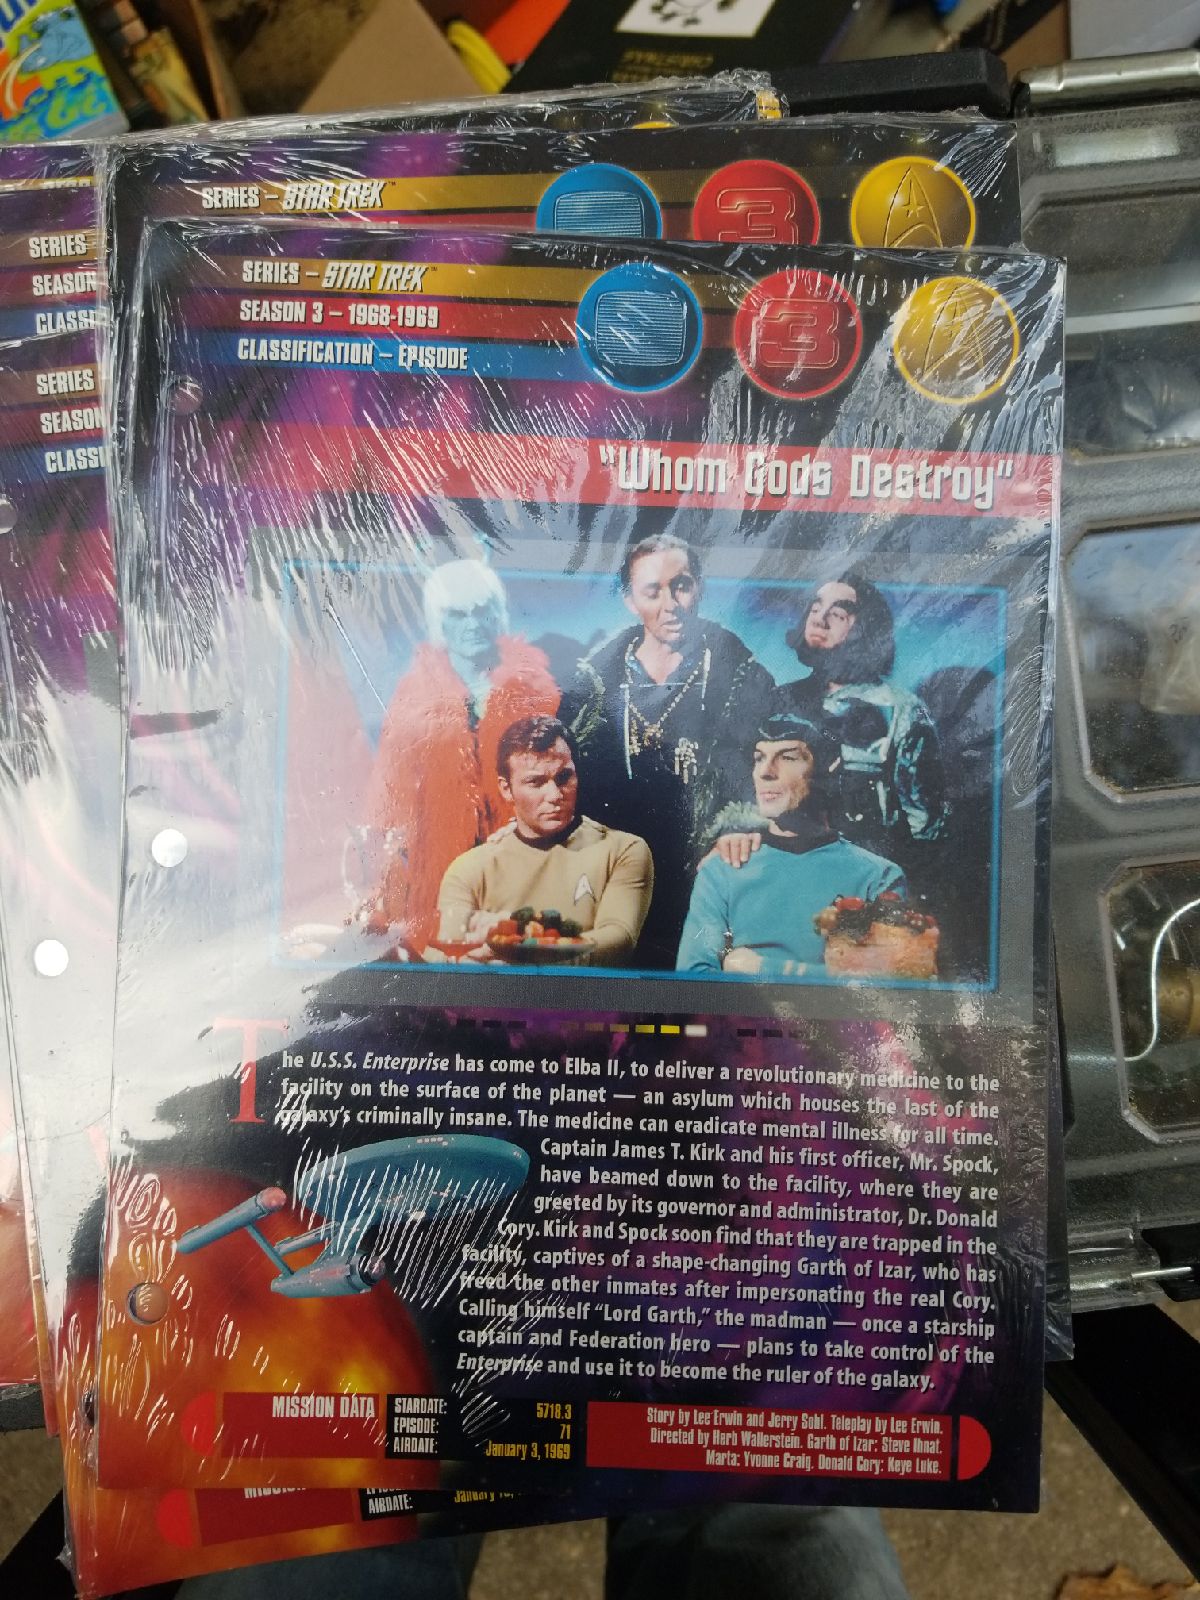 SERIES – STAR TREK™
SERIES
SEASON
CLASSI
SERIES
SEASON
CLASSI
3
SERIES – STAR TREK™
SEASON 3 – 1968-1969
CLASSIFICATION – EPISODE
3
"Whom Gods Destroy"
The U.S.S. Enterprise has come to Elba II, to deliver a revolutionary medicine to the
facility on the surface of the planet — an asylum which houses the last of the
galaxy's criminally insane. The medicine can eradicate mental illness for all time.
Captain James T. Kirk and his first officer, Mr. Spock,
have beamed down to the facility, where they are
greeted by its governor and administrator, Dr. Donald
Cory. Kirk and Spock soon find that they are trapped in the
facility, captives of a shape-changing Garth of Izar, who has
freed the other inmates after impersonating the real Cory.
Calling himself "Lord Garth," the madman — once a starship
captain and Federation hero — plans to take control of the
Enterprise and use it to become the ruler of the galaxy.
MISSION DATA
STARDATE: 5718.3
EPISODE: 71
AIRDATE: January 3, 1969
Story by Lee Erwin and Jerry Sohl. Teleplay by Lee Erwin.
Directed by Herb Wallerstein. Garth of Izar: Steve Ihnat.
Marta: Yvonne Craig. Donald Cory: Keye Luke.
MISSION
AIRDATE: January